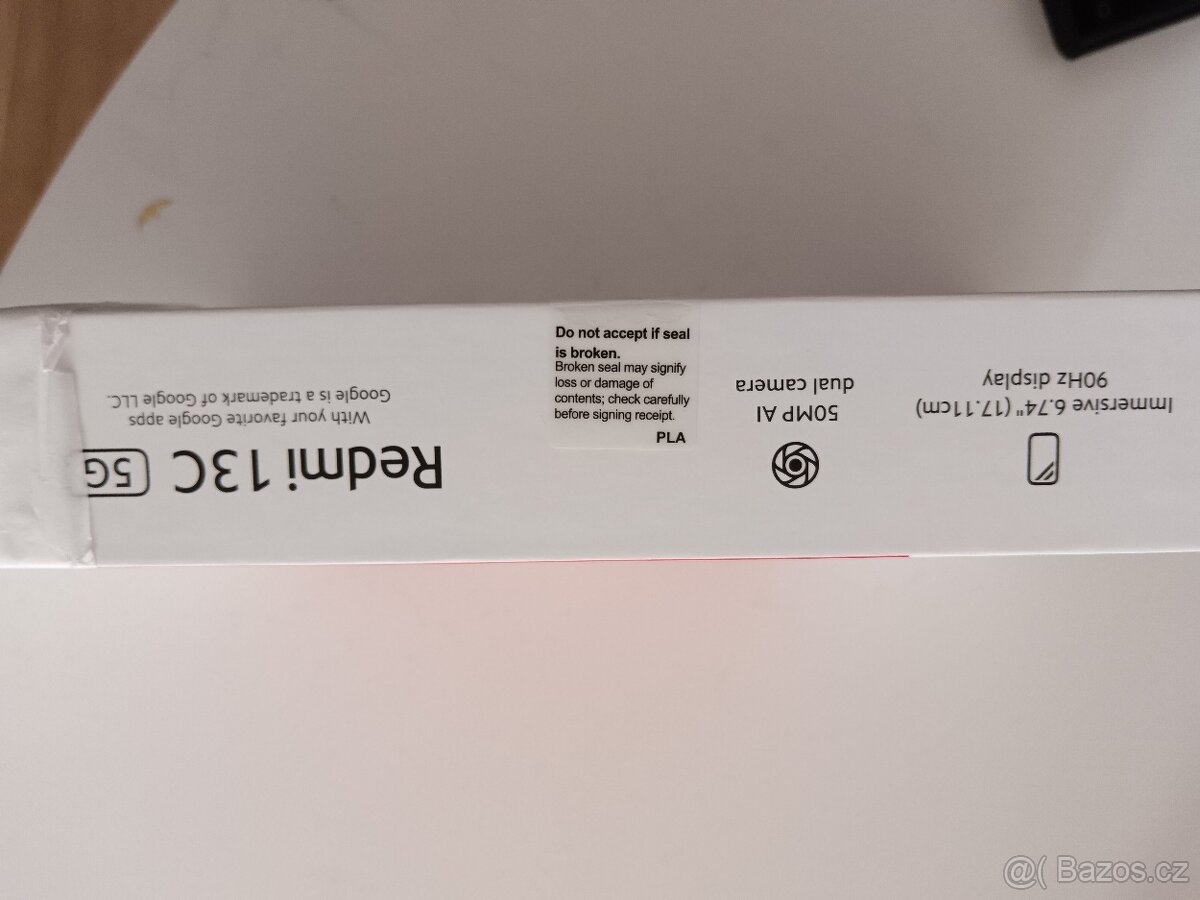 Do not accept if seal
is broken.
Broken seal may signify
loss or damage of
contents; check carefully
before signing receipt.
PLA
Redmi 13C 5G
With your favorite Google apps
Google is a trademark of Google LLC.
50MP AI
dual camera
Immersive 6.74" (17.11cm)
90Hz display
@( Bazos.cz